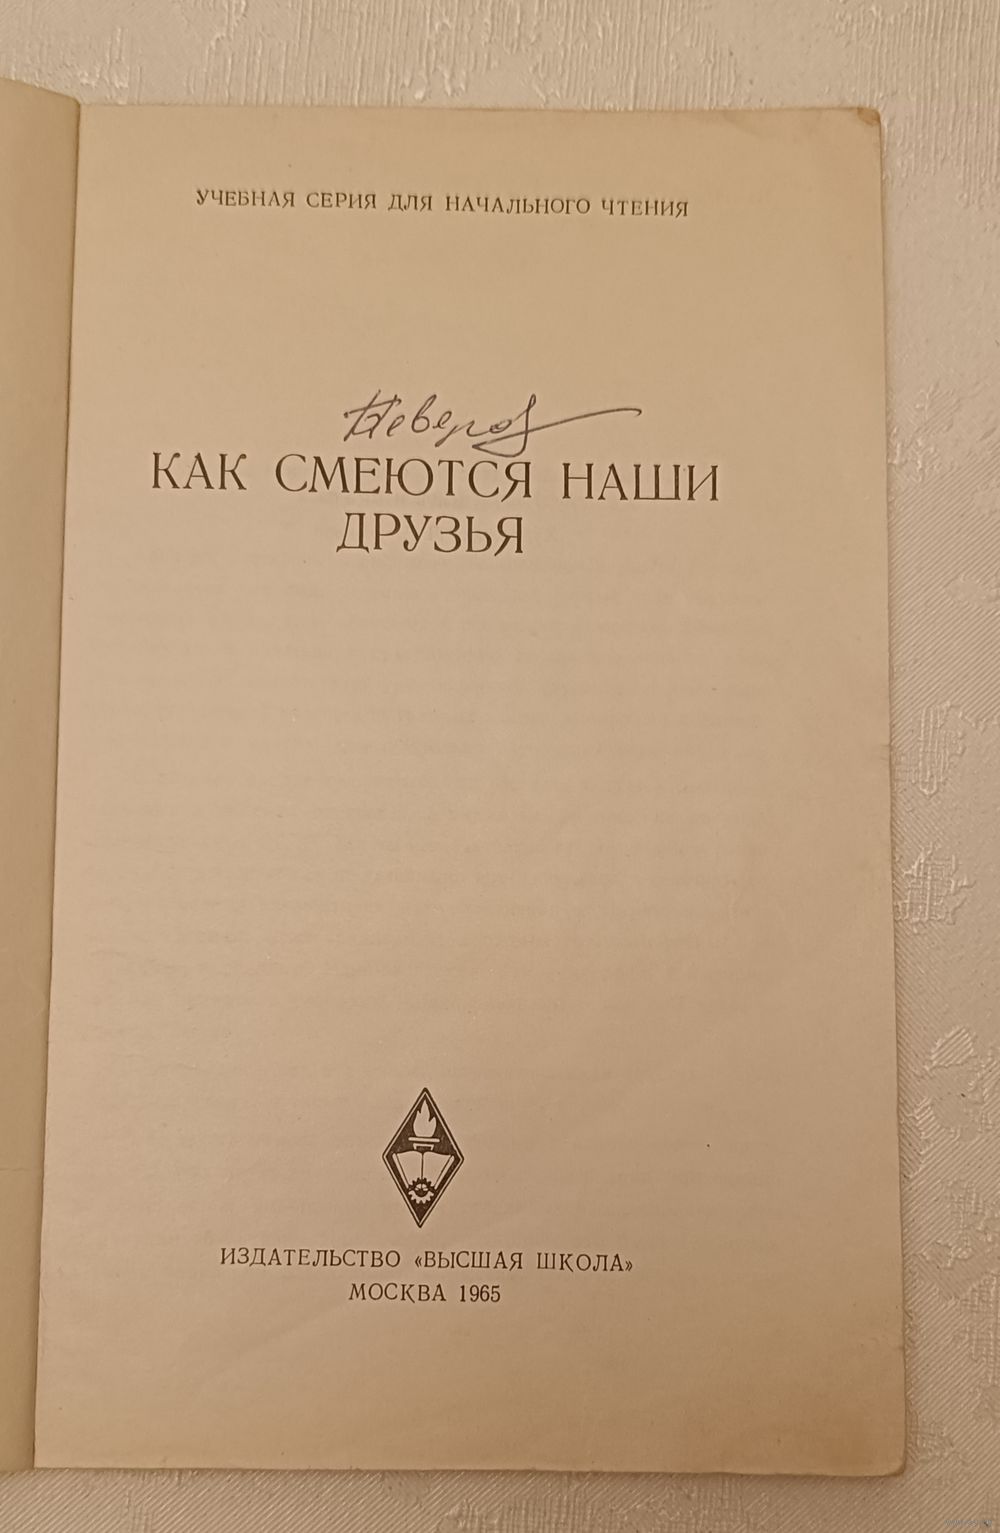 УЧЕБНАЯ СЕРИЯ ДЛЯ НАЧАЛЬНОГО ЧТЕНИЯ
КАК СМЕЮТСЯ НАШИ
ДРУЗЬЯ
ИЗДАТЕЛЬСТВО «ВЫСШАЯ ШКОЛА»
МОСКВА 1965